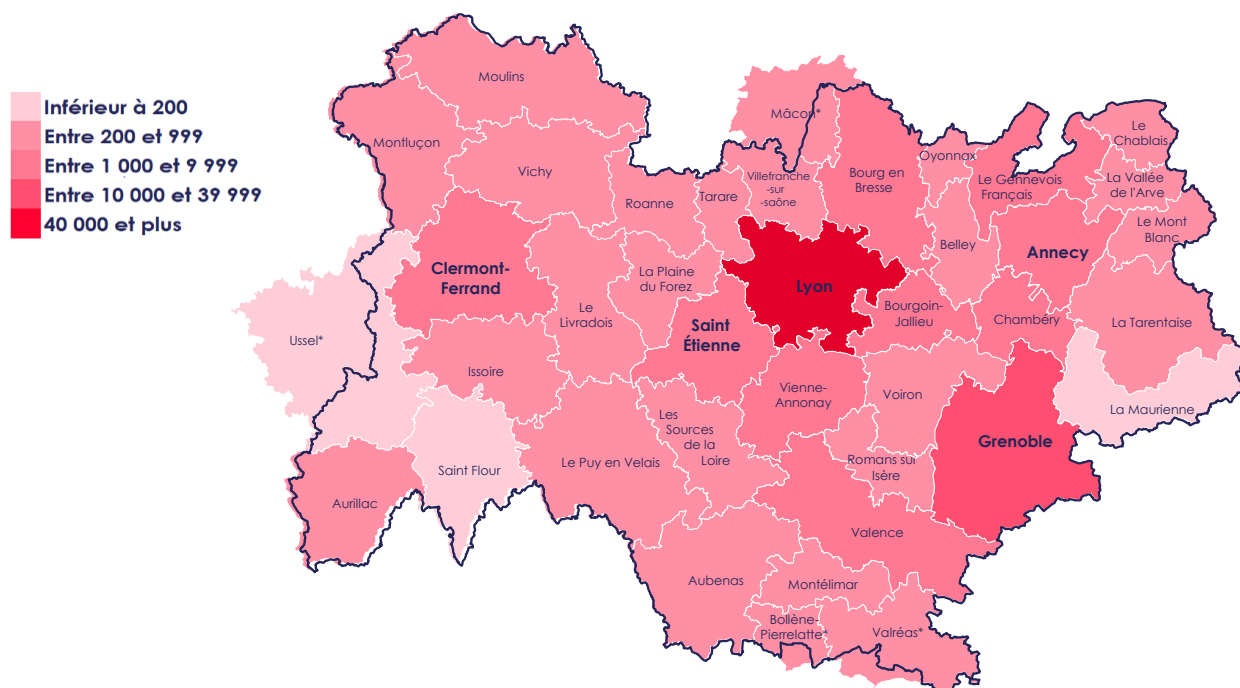 Inférieur à 200
Entre 200 et 999
Entre 1 000 et 9 999
Entre 10 000 et 39 999
40 000 et plus
Moulins
Montluçon
Vichy
Mâcon*
Roanne
Tarare
Villefranche
-sur
-saône
Bourg en
Bresse
Oyonnax
Le Gennevois
Français
Le
Chablais
La Vallée
de l'Arve
Le Mont
Blanc
Belley
Annecy
Clermont-
Ferrand
Le
Livradois
La Plaine
du Forez
Lyon
Bourgoin-
Jallieu
Chambéry
La Tarentaise
Ussel*
Issoire
Saint
Étienne
Vienne-
Annonay
Voiron
La Maurienne
Grenoble
Les
Sources
de la
Loire
Le Puy en Velais
Romans sur
Isère
Saint Flour
Aurillac
Valence
Aubenas
Montélimar
Bollène-
Pierrelatte*
Valréas*